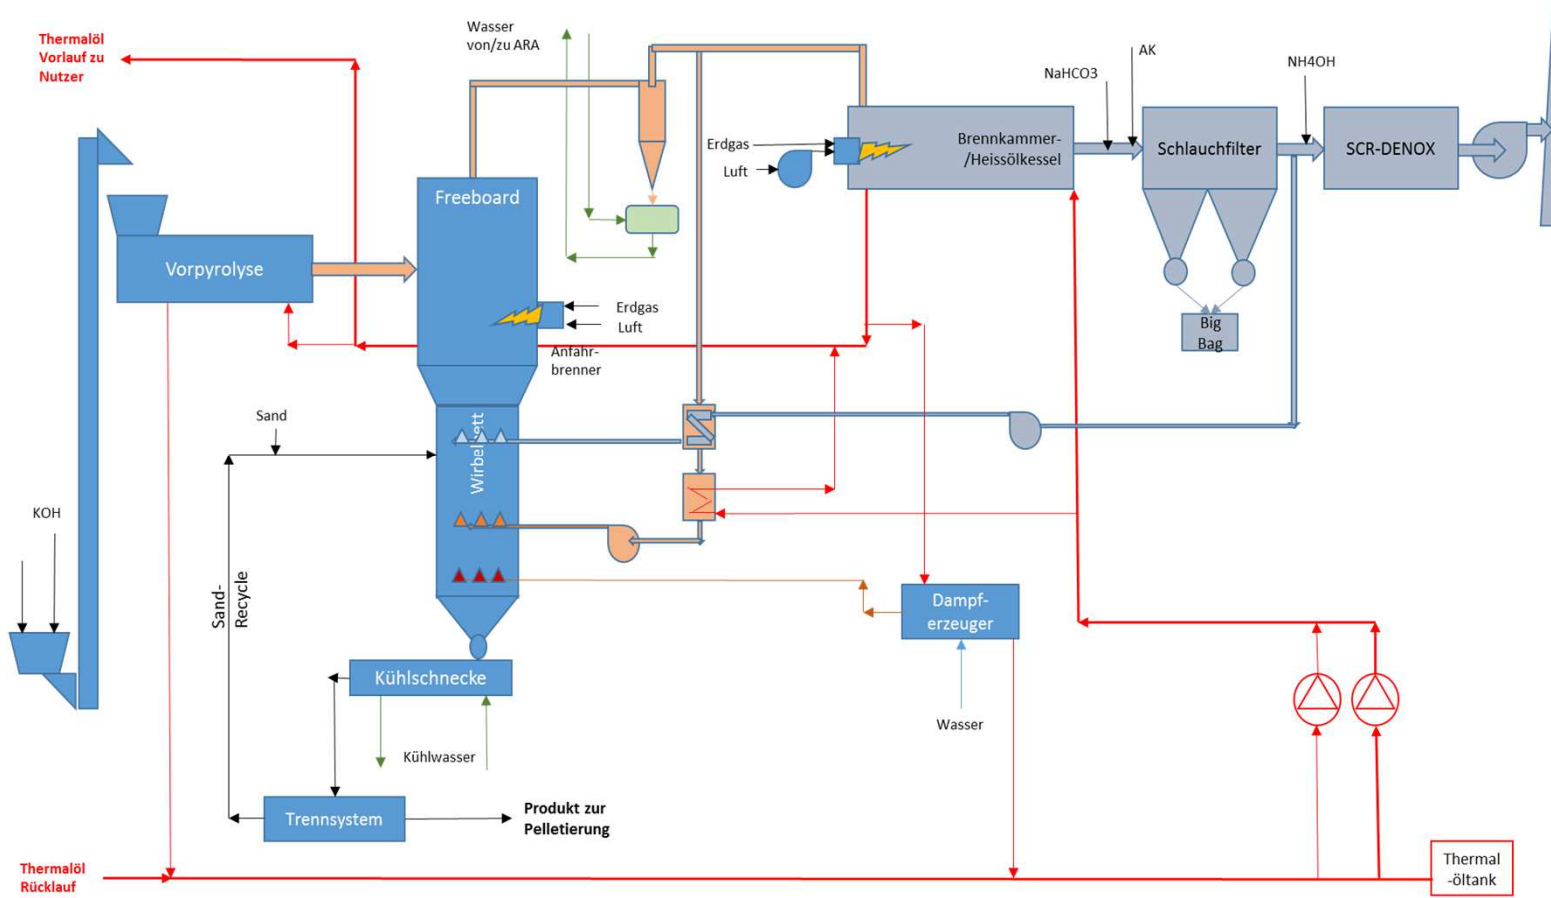 Wasser
von/zu ARA
Thermalöl
Vorlauf zu
Nutzer
AK
NaHCO3
NH4OH
Erdgas
Luft
Brennkammer-
/Heissölkessel
Schlauchfilter
SCR-DENOX
Freeboard
Vorpyrolyse
Erdgas
Luft
Anfahr-
brenner
Big
Bag
Sand
Wirbelbett
KOH
Sand-
Recycle
Dampf-
erzeuger
Kühlschnecke
Wasser
Kühlwasser
Trennsystem
Produkt zur
Pelletierung
Thermalöl
Rücklauf
Thermal
-öltank